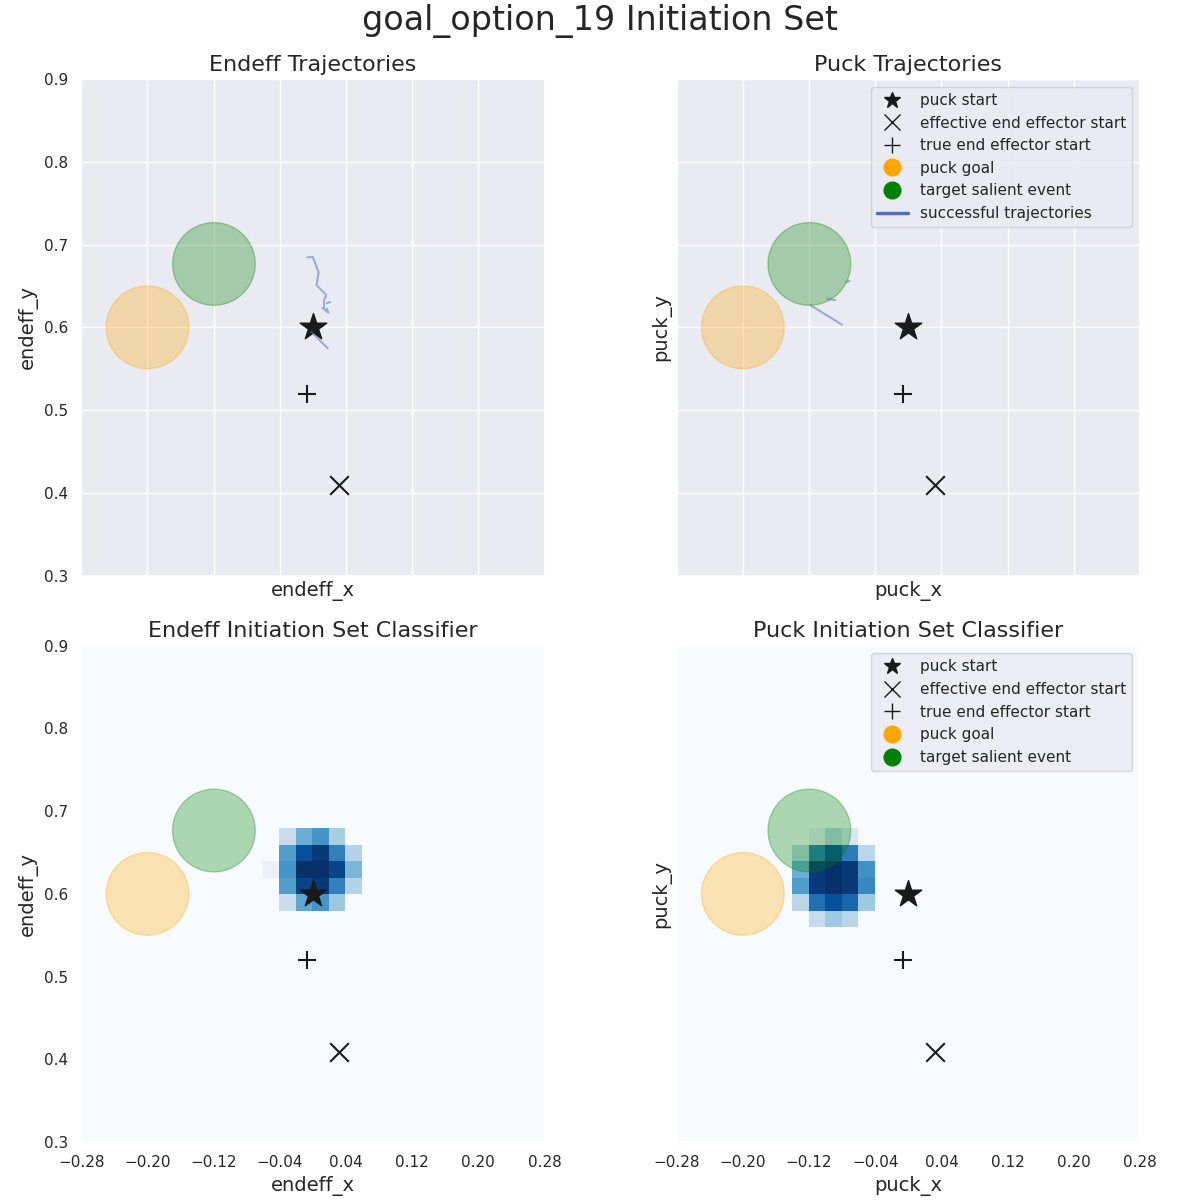 goal_option_19 Initiation Set
Endeff Trajectories
0.9
0.8
0.7
0.6
0.5
0.4
0.3
endeff_y
endeff_x
Puck Trajectories
puck start
effective end effector start
true end effector start
puck goal
target salient event
successful trajectories
puck_y
puck_x
Endeff Initiation Set Classifier
0.9
0.8
0.7
0.6
0.5
0.4
0.3
endeff_y
−0.28 −0.20 −0.12 −0.04 0.04 0.12 0.20 0.28
endeff_x
Puck Initiation Set Classifier
puck start
effective end effector start
true end effector start
puck goal
target salient event
puck_y
−0.28 −0.20 −0.12 −0.04 0.04 0.12 0.20 0.28
puck_x